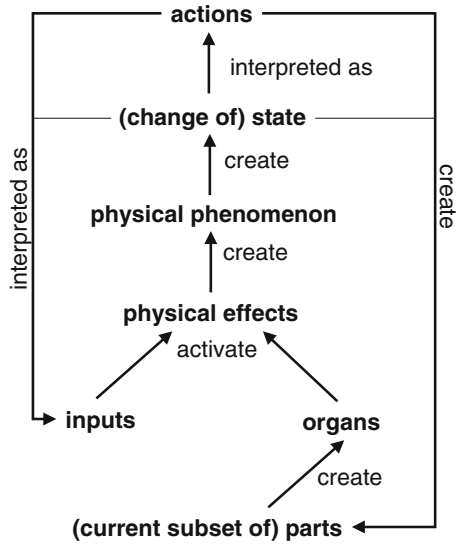 actions
interpreted as
(change of) state
create
physical phenomenon
create
physical effects
activate
inputs
organs
create
(current subset of) parts
interpreted as
create